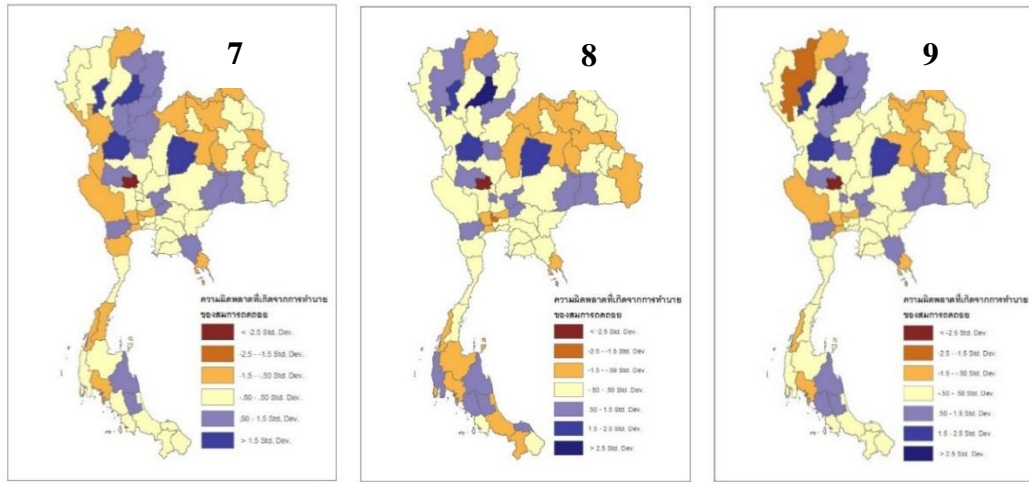 7
ความผิดพลาดที่เกิดจากการทำนาย
ของสมการถดถอย
< -2.5 Std. Dev.
-2.5 - -1.5 Std. Dev.
-1.5 - -.50 Std. Dev.
-.50 - .50 Std. Dev.
.50 - 1.5 Std. Dev.
> 1.5 Std. Dev.
8
ความผิดพลาดที่เกิดจากการทำนาย
ของสมการถดถอย
< -2.5 Std. Dev.
-2.5 - -1.5 Std. Dev.
-1.5 - -.50 Std. Dev.
-.50 - .50 Std. Dev.
.50 - 1.5 Std. Dev.
1.5 - 2.5 Std. Dev.
> 2.5 Std. Dev.
9
ความผิดพลาดที่เกิดจากการทำนาย
ของสมการถดถอย
< -2.5 Std. Dev.
-2.5 - -1.5 Std. Dev.
-1.5 - -.50 Std. Dev.
-.50 - .50 Std. Dev.
.50 - 1.5 Std. Dev.
1.5 - 2.5 Std. Dev.
> 2.5 Std. Dev.